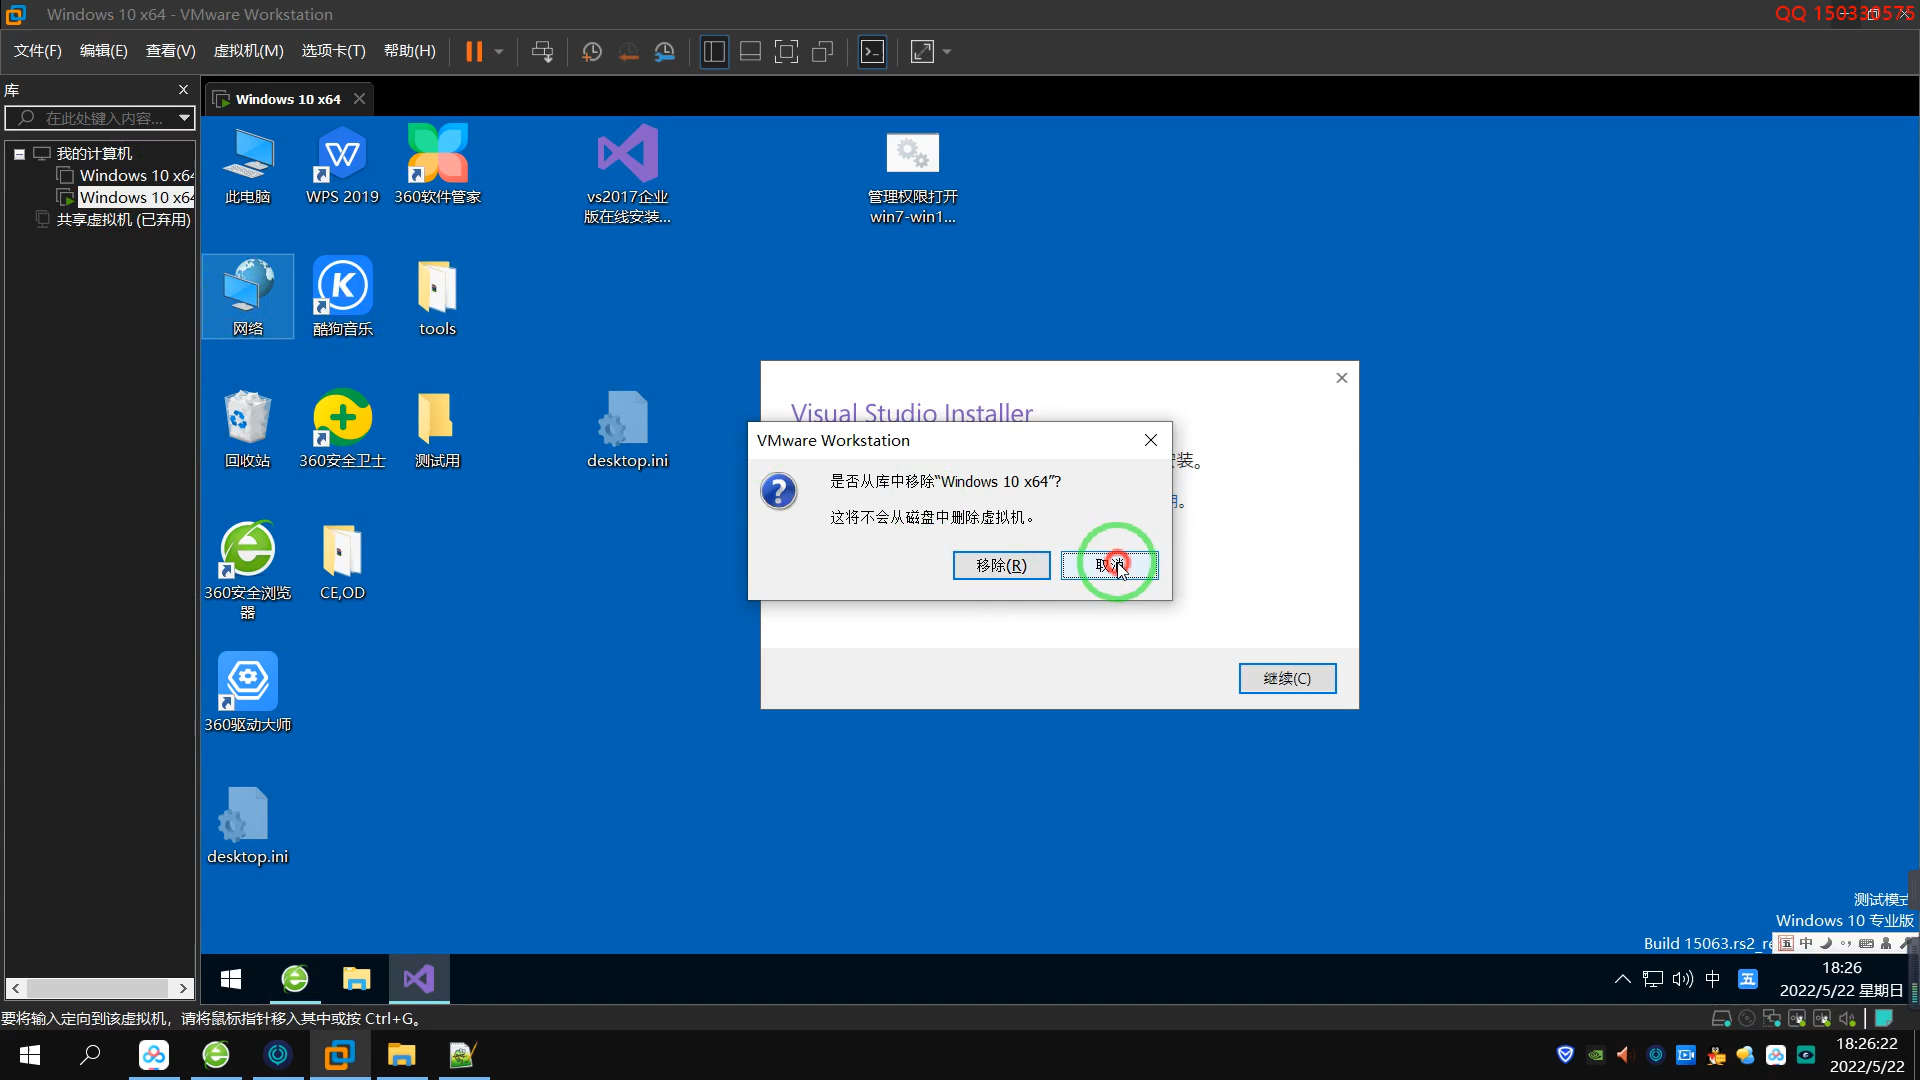 Windows 10 x64 - VMware Workstation
文件(F) 编辑(E) 查看(V) 虚拟机(M) 选项卡(T) 帮助(H)
库
在此处键入内容...
我的计算机
Windows 10 x64
Windows 10 x64
共享虚拟机 (已弃用)
Windows 10 x64
此电脑
WPS 2019
360软件管家
vs2017企业
版在线安装...
管理权限打开
win7-win1...
网络
酷狗音乐
tools
回收站
360安全卫士
测试用
desktop.ini
360安全浏览
器
CE,OD
360驱动大师
desktop.ini
Visual Studio Installer
装。
VMware Workstation
是否从库中移除“Windows 10 x64”?
这将不会从磁盘中删除虚拟机。
移除(R)
取消
继续(C)
测试模式
Windows 10 专业版
Build 15063.rs2_re
五 中
中 五
18:26
2022/5/22 星期日
要将输入定向到该虚拟机，请将鼠标指针移入其中或按 Ctrl+G。
18:26:22
2022/5/22